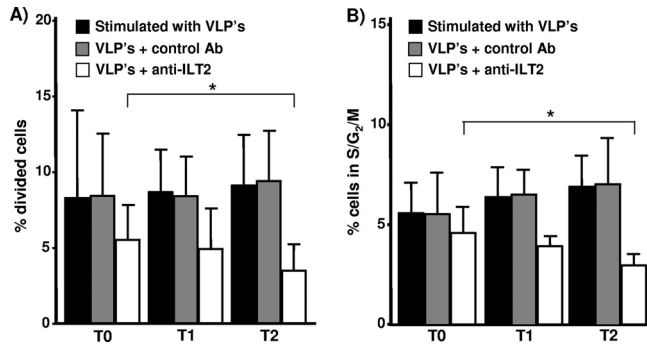 A)
Stimulated with VLP's
VLP's + control Ab
VLP's + anti-ILT2
*
% divided cells
20
15
10
5
0
T0 T1 T2
B)
Stimulated with VLP's
VLP's + control Ab
VLP's + anti-ILT2
*
% cells in S/G₂/M
15
10
5
0
T0 T1 T2